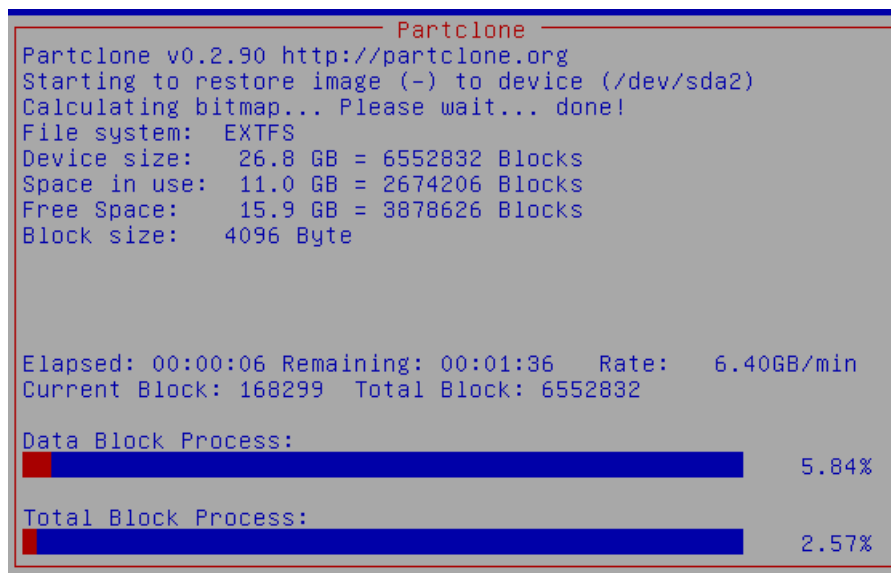 Partclone
Partclone v0.2.90 http://partclone.org
Starting to restore image (-) to device (/dev/sda2)
Calculating bitmap... Please wait... done!
File system:  EXTFS
Device size:   26.8 GB = 6552832 Blocks
Space in use:  11.0 GB = 2674206 Blocks
Free Space:    15.9 GB = 3878626 Blocks
Block size:   4096 Byte
Elapsed: 00:00:06 Remaining: 00:01:36   Rate:   6.40GB/min
Current Block: 168299  Total Block: 6552832
Data Block Process:
5.84%
Total Block Process:
2.57%